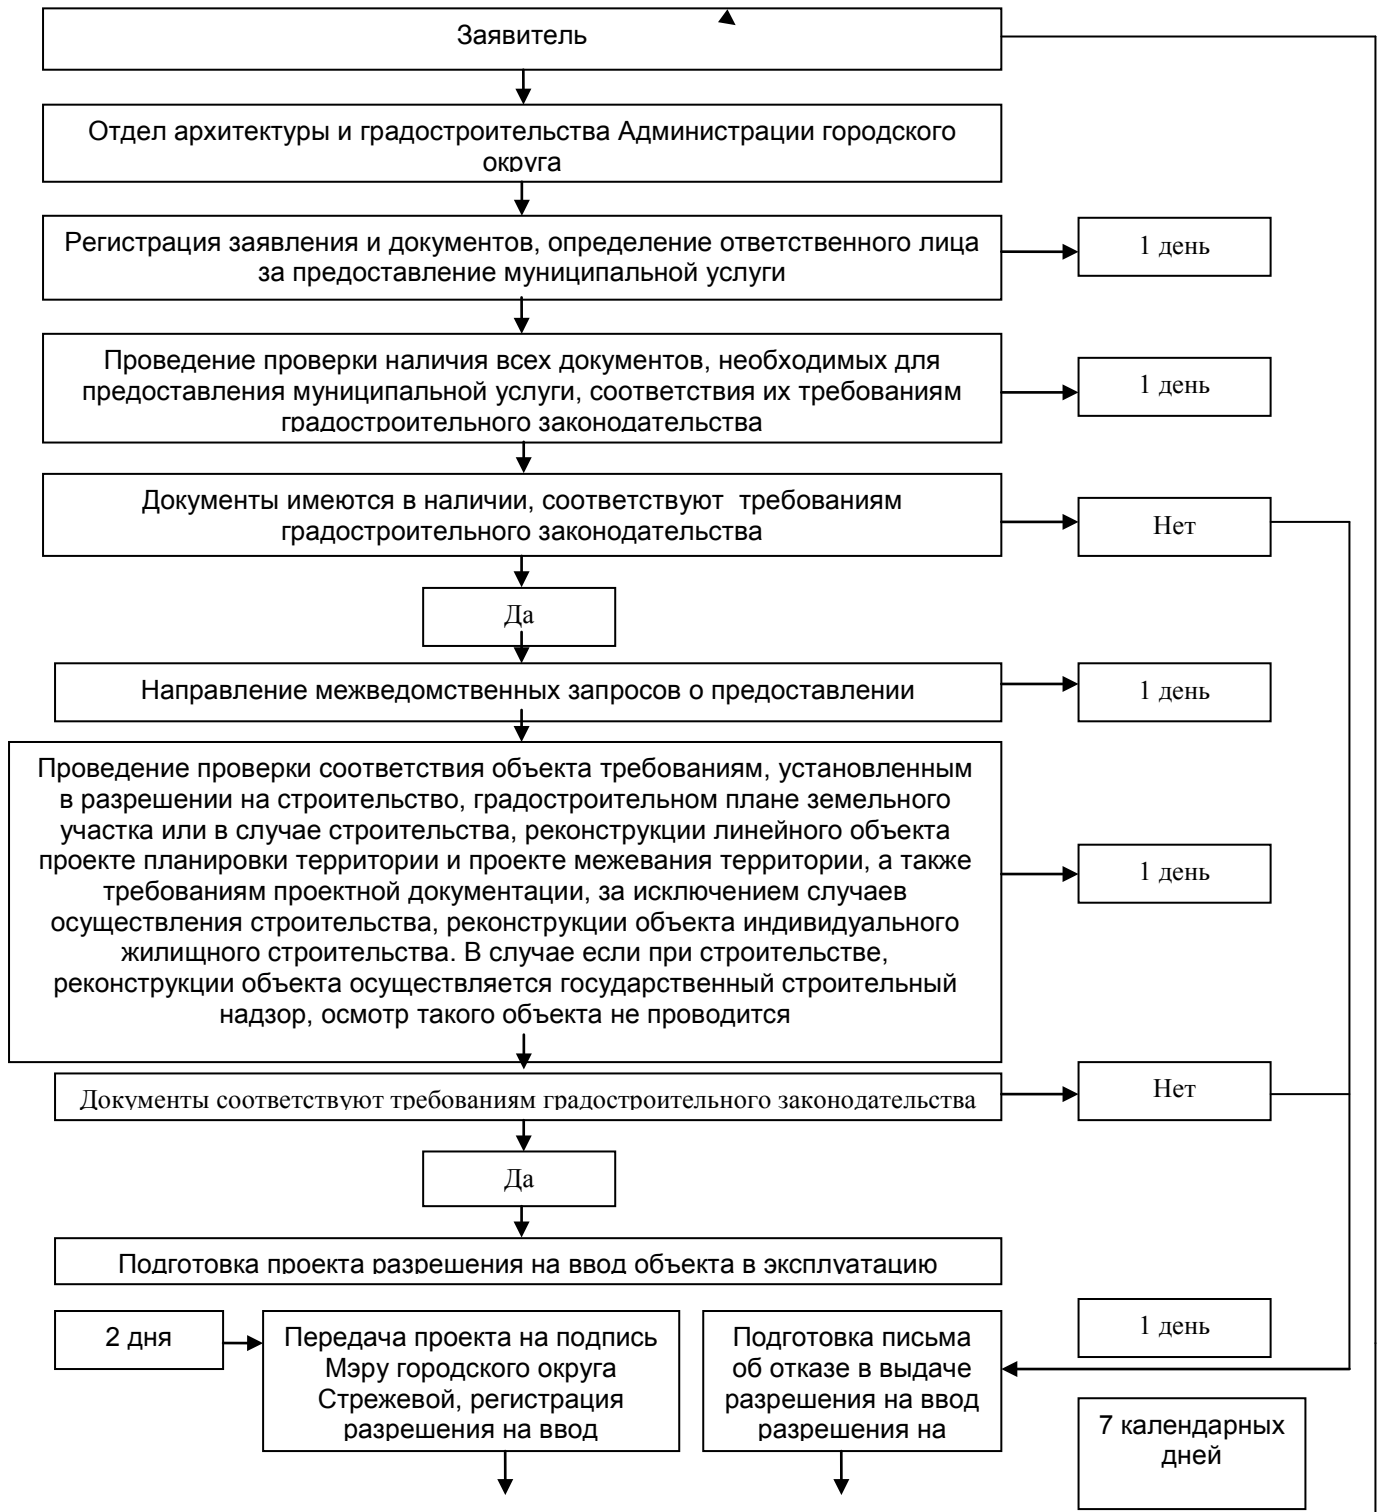 Заявитель
Отдел архитектуры и градостроительства Администрации городского
округа
Регистрация заявления и документов, определение ответственного лица
за предоставление муниципальной услуги
1 день
Проведение проверки наличия всех документов, необходимых для
предоставления муниципальной услуги, соответствия их требованиям
градостроительного законодательства
1 день
Документы имеются в наличии, соответствуют требованиям
градостроительного законодательства
Нет
Да
Направление межведомственных запросов о предоставлении
1 день
Проведение проверки соответствия объекта требованиям, установленным
в разрешении на строительство, градостроительном плане земельного
участка или в случае строительства, реконструкции линейного объекта
проекте планировки территории и проекте межевания территории, а также
требованиям проектной документации, за исключением случаев
осуществления строительства, реконструкции объекта индивидуального
жилищного строительства. В случае если при строительстве,
реконструкции объекта осуществляется государственный строительный
надзор, осмотр такого объекта не проводится
1 день
Документы соответствуют требованиям градостроительного законодательства
Нет
Да
Подготовка проекта разрешения на ввод объекта в эксплуатацию
2 дня
Передача проекта на подпись
Мэру городского округа
Стрежевой, регистрация
разрешения на ввод
Подготовка письма
об отказе в выдаче
разрешения на ввод
разрешения на
1 день
7 календарных
дней